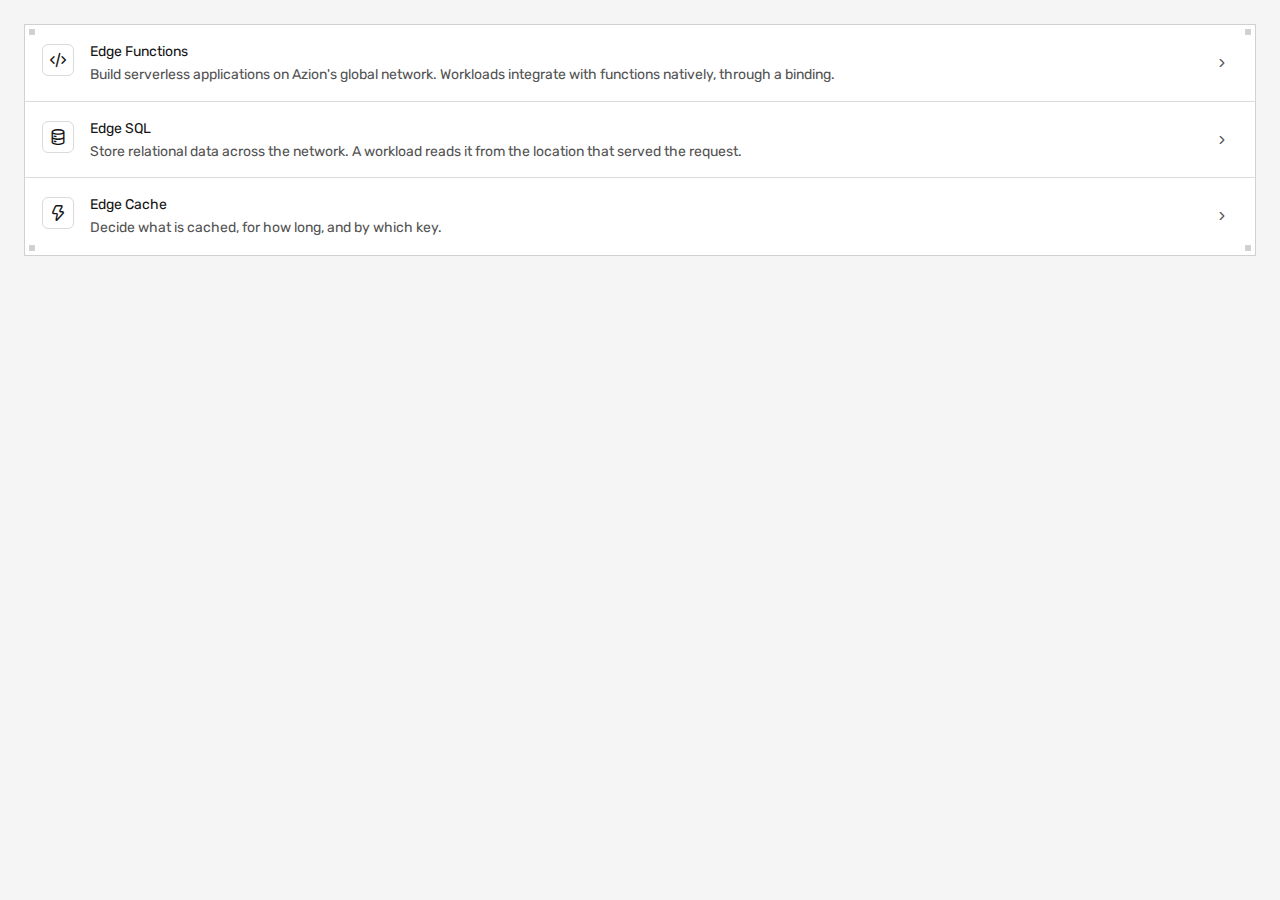 Edge Functions
Build serverless applications on Azion's global network. Workloads integrate with functions natively, through a binding.
Edge SQL
Store relational data across the network. A workload reads it from the location that served the request.
Edge Cache
Decide what is cached, for how long, and by which key.